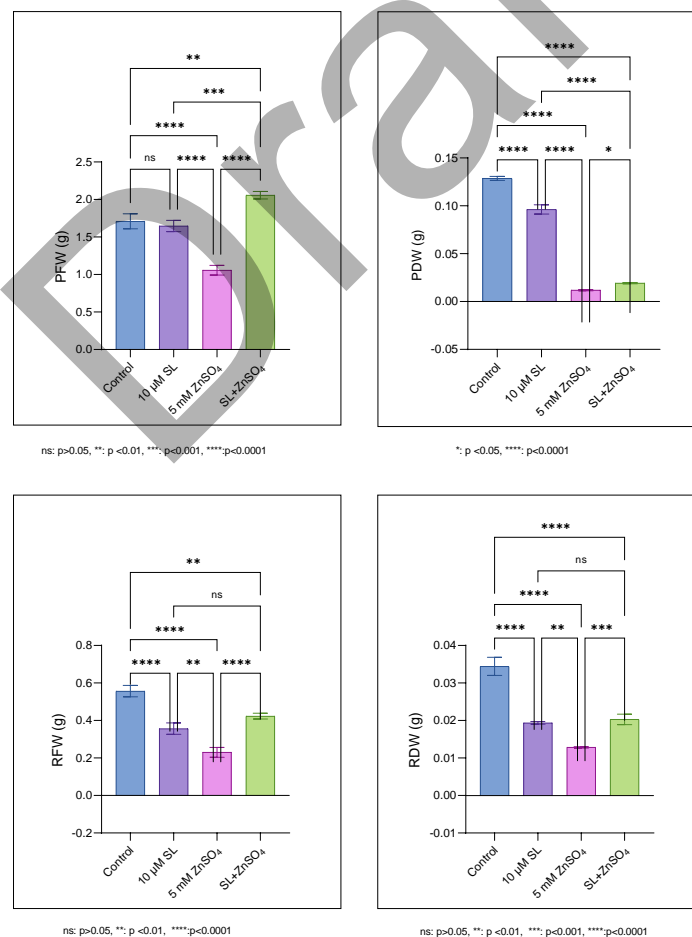 Draf
**
***
****
ns
****
****
PFW (g)
2.5
2.0
1.5
1.0
0.5
0.0
Control
10 µM SL
5 mM ZnSO4
SL+ZnSO4
ns: p>0.05, **: p <0.01, ***: p<0.001, ****:p<0.0001
****
****
****
****
****
*
PDW (g)
0.15
0.10
0.05
0.00
-0.05
Control
10 µM SL
5 mM ZnSO4
SL+ZnSO4
*: p <0.05, ****: p<0.0001
**
ns
****
****
**
****
RFW (g)
0.8
0.6
0.4
0.2
0.0
-0.2
Control
10 µM SL
5 mM ZnSO4
SL+ZnSO4
ns: p>0.05, **: p <0.01, ****:p<0.0001
****
ns
****
****
**
***
RDW (g)
0.04
0.03
0.02
0.01
0.00
-0.01
Control
10 µM SL
5 mM ZnSO4
SL+ZnSO4
ns: p>0.05, **: p <0.01, ***: p<0.001, ****:p<0.0001